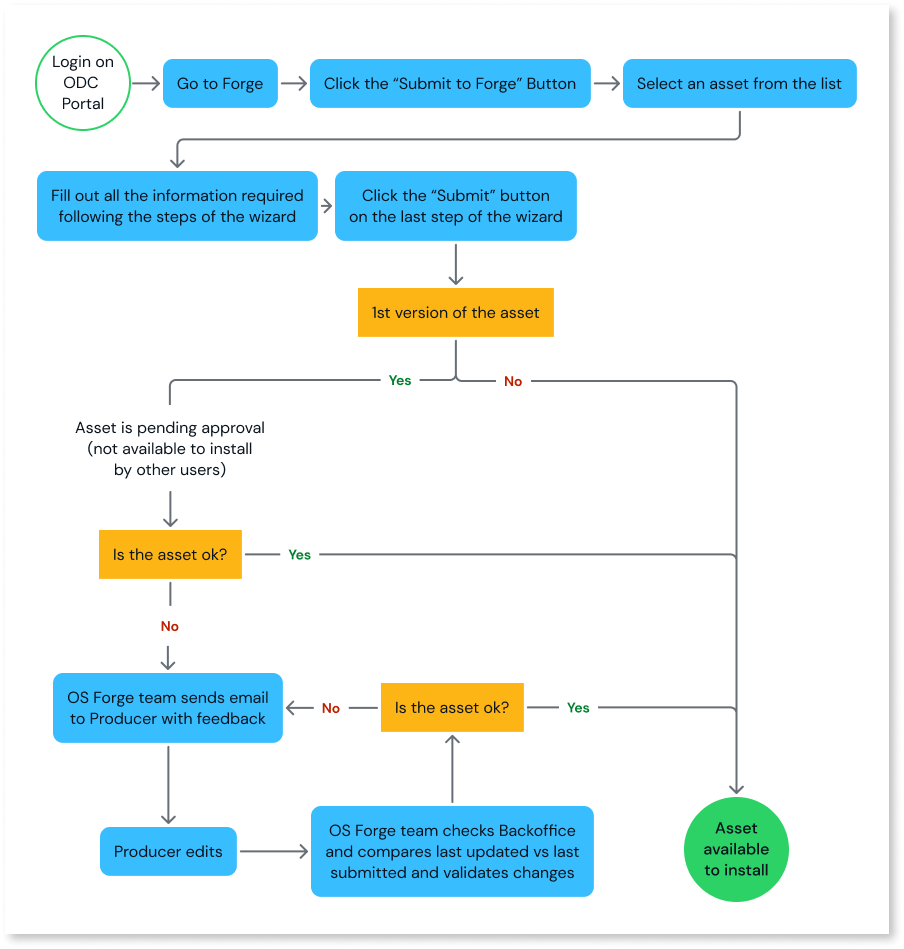 Login on
ODC
Portal
Go to Forge
Click the “Submit to Forge” Button
Select an asset from the list
Fill out all the information required
following the steps of the wizard
Click the “Submit” button
on the last step of the wizard
1st version of the asset
Yes
No
Asset is pending approval
(not available to install
by other users)
Is the asset ok?
Yes
No
OS Forge team sends email
to Producer with feedback
No
Is the asset ok?
Yes
Producer edits
OS Forge team checks Backoffice
and compares last updated vs last
submitted and validates changes
Asset
available
to install